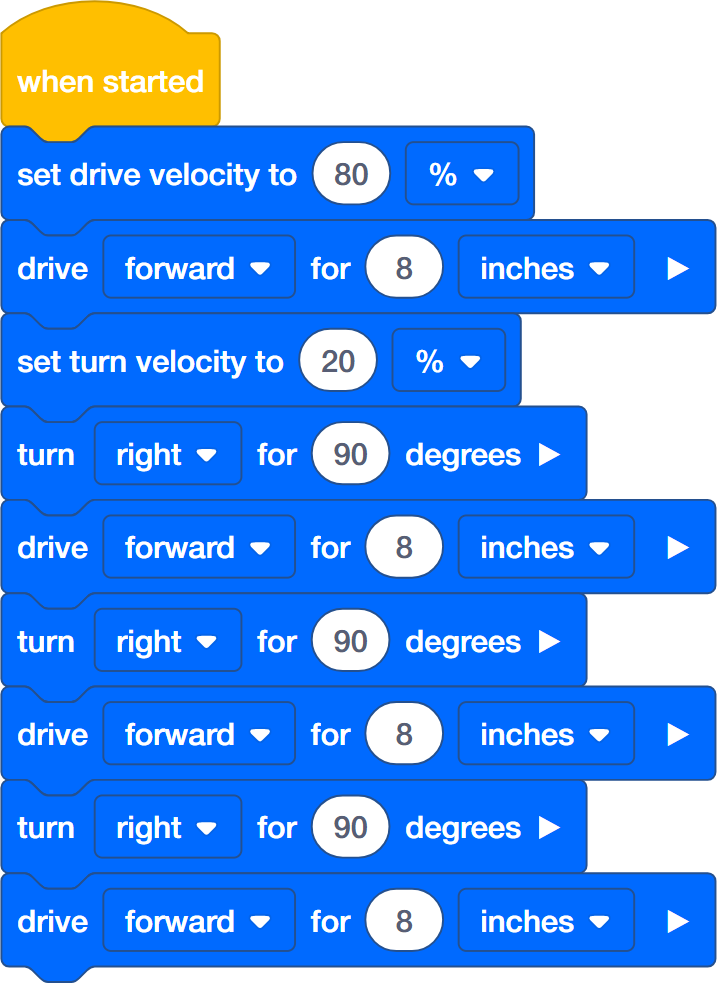 when started
set drive velocity to 80 %
drive forward for 8 inches
set turn velocity to 20 %
turn right for 90 degrees
drive forward for 8 inches
turn right for 90 degrees
drive forward for 8 inches
turn right for 90 degrees
drive forward for 8 inches